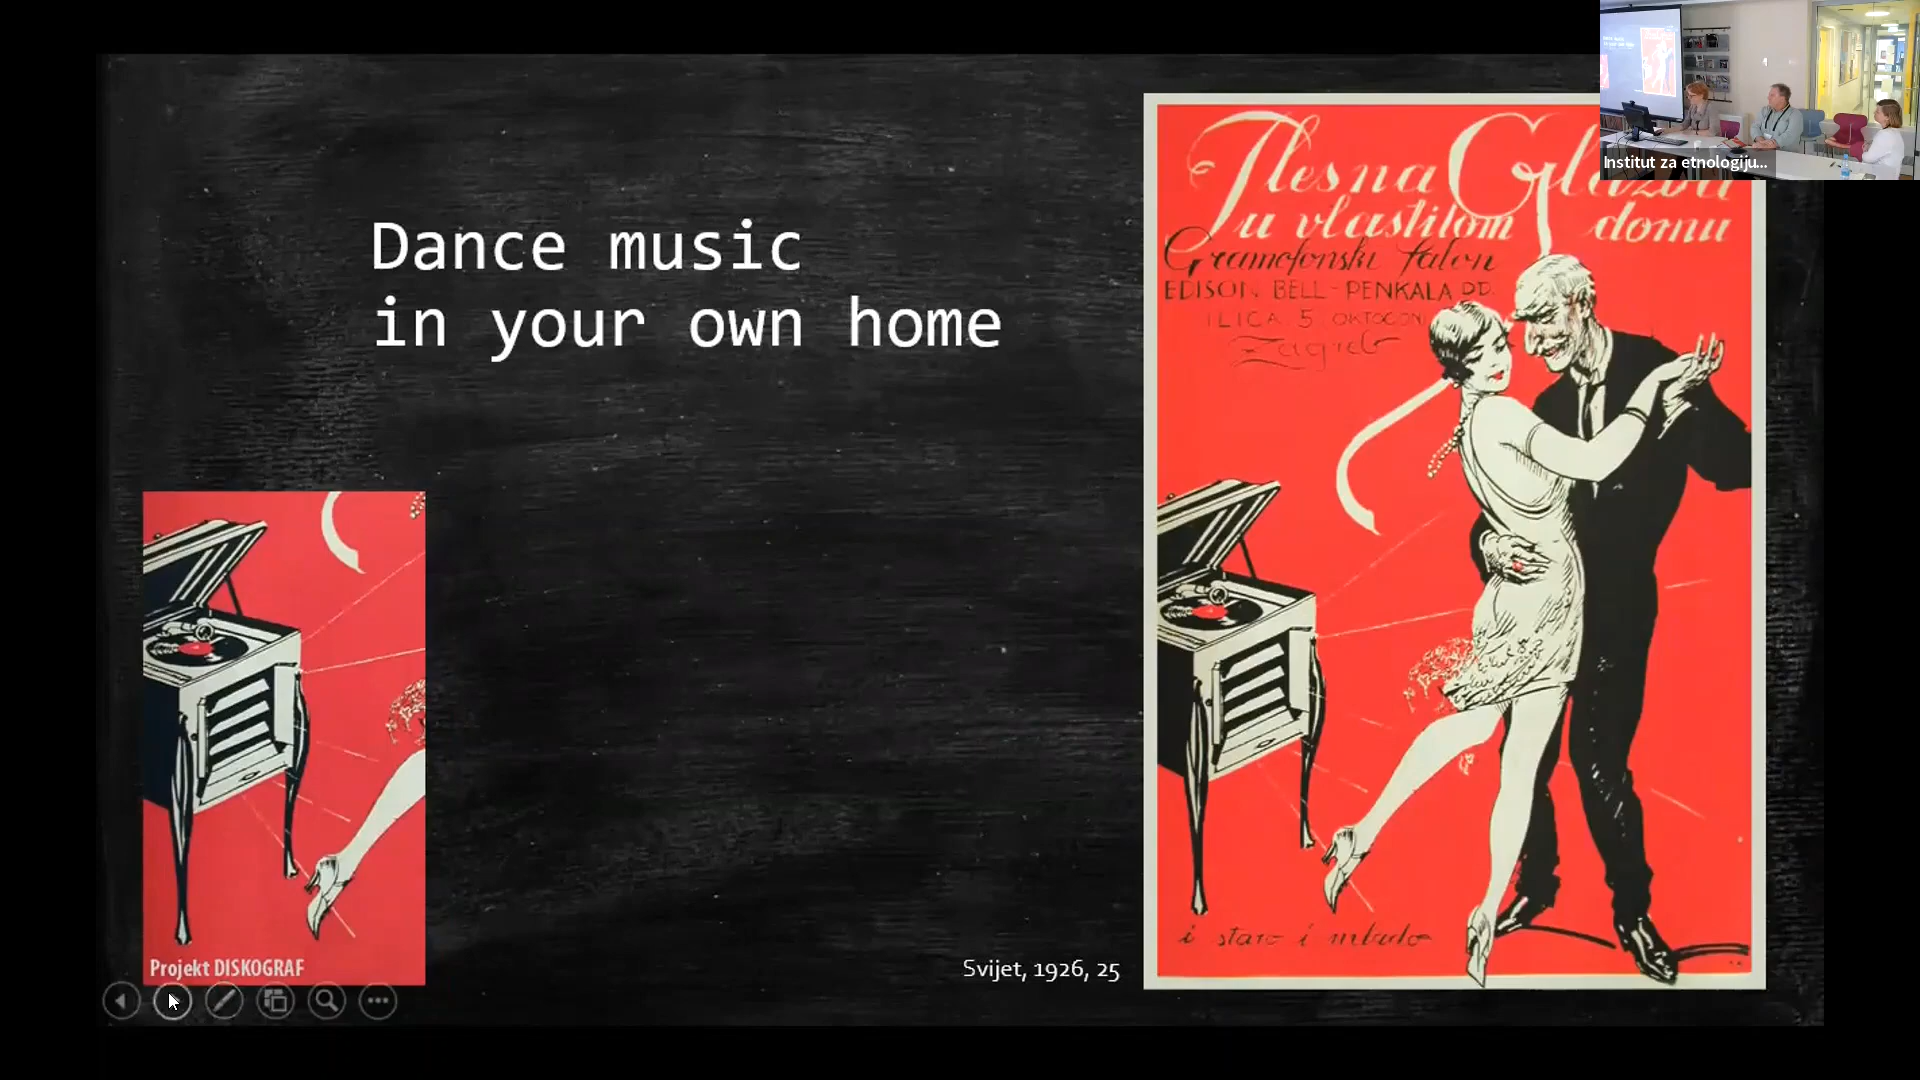 Dance music
in your own home
Plesna Glazba
u vlastitom domu
Gramofonski salon
EDISON BELL-PENKALA DD.
ILICA 5. OKTOGON
Zagreb
i staro i mlado
Svijet, 1926, 25
Projekt DISKOGRAF
Institut za etnologiju...